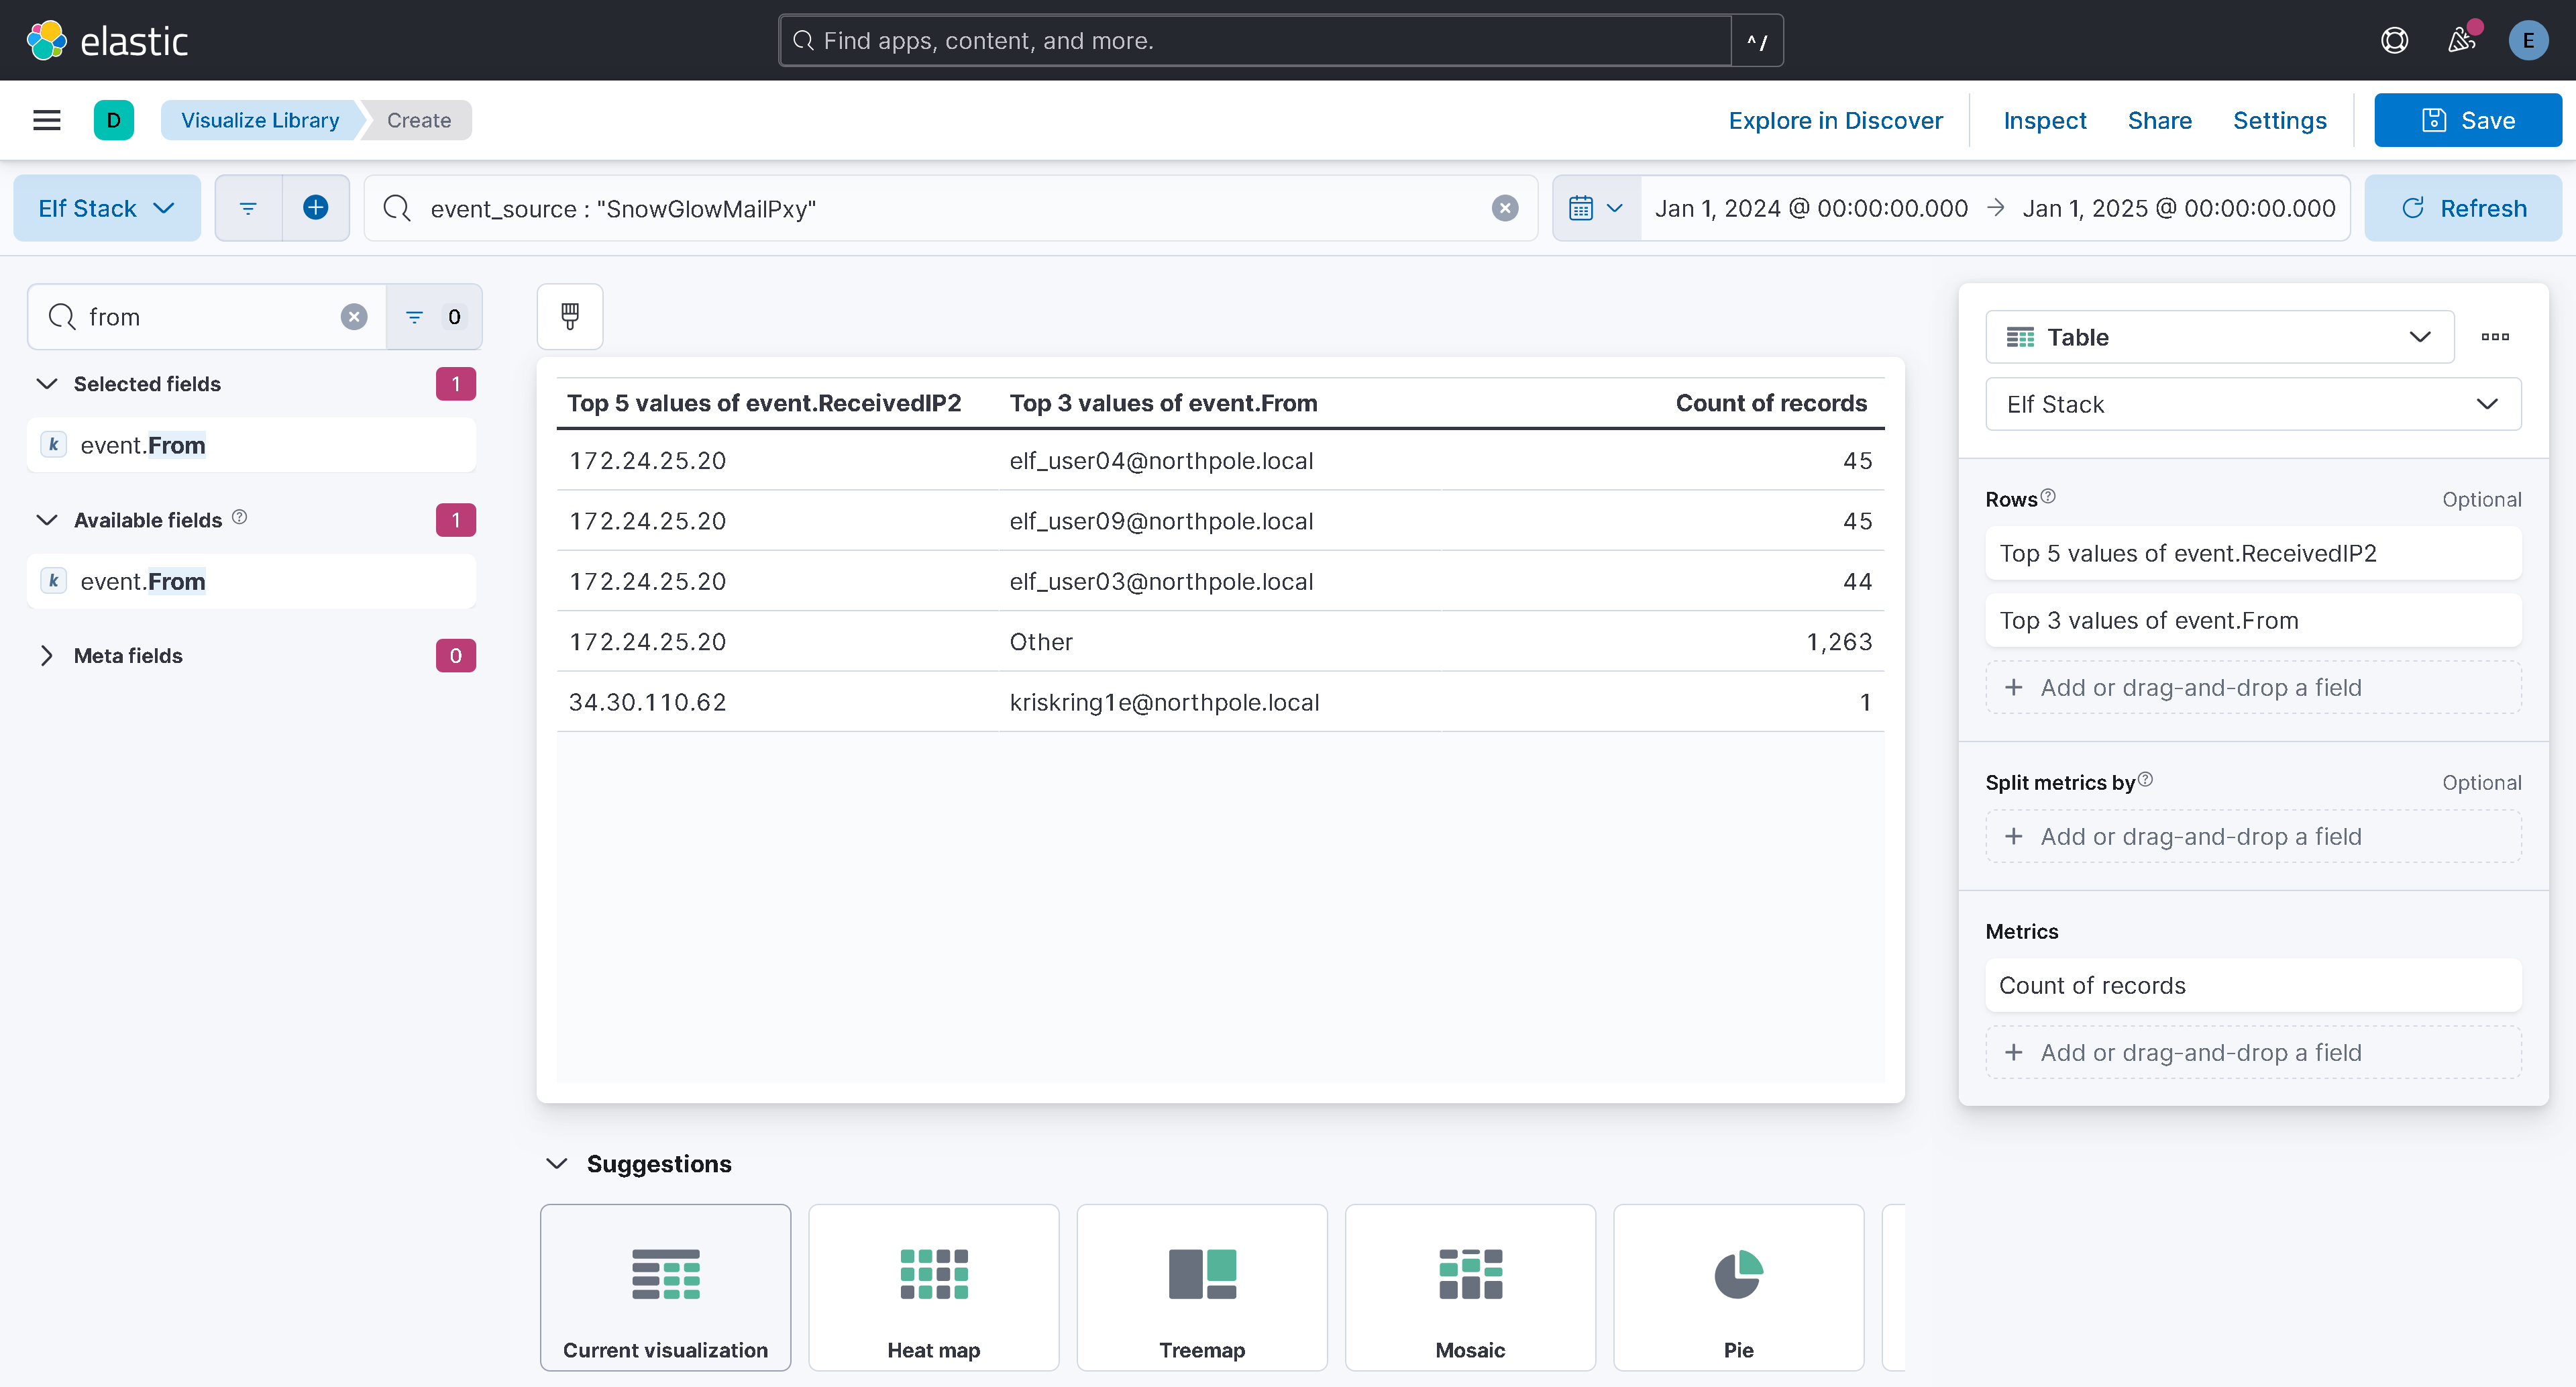 elastic
Find apps, content, and more.
^ /
E
D
Visualize Library
Create
Explore in Discover
Inspect
Share
Settings
Save
Elf Stack
event_source : "SnowGlowMailPxy"
Jan 1, 2024 @ 00:00:00.000 → Jan 1, 2025 @ 00:00:00.000
Refresh
from
0
Selected fields 1
k event.From
Available fields ? 1
k event.From
Meta fields 0
Top 5 values of event.ReceivedIP2 Top 3 values of event.From Count of records
172.24.25.20 elf_user04@northpole.local 45
172.24.25.20 elf_user09@northpole.local 45
172.24.25.20 elf_user03@northpole.local 44
172.24.25.20 Other 1,263
34.30.110.62 kriskring1e@northpole.local 1
Suggestions
Current visualization
Heat map
Treemap
Mosaic
Pie
Table
Elf Stack
Rows ? Optional
Top 5 values of event.ReceivedIP2
Top 3 values of event.From
+ Add or drag-and-drop a field
Split metrics by ? Optional
+ Add or drag-and-drop a field
Metrics
Count of records
+ Add or drag-and-drop a field